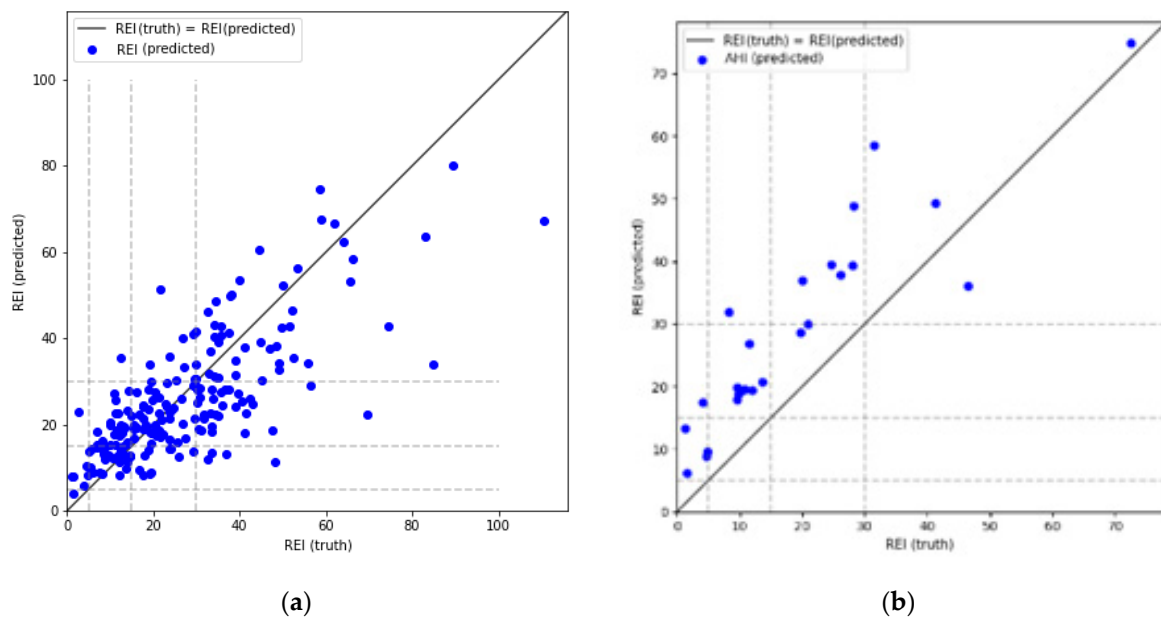 REI(truth) = REI(predicted)
REI (predicted)
100
80
60
40
20
0
REI (predicted)
0 20 40 60 80 100
REI (truth)
(a)
REI(truth) = REI(predicted)
AHI (predicted)
70
60
50
40
30
20
10
0
REI (predicted)
0 10 20 30 40 50 60 70
REI (truth)
(b)